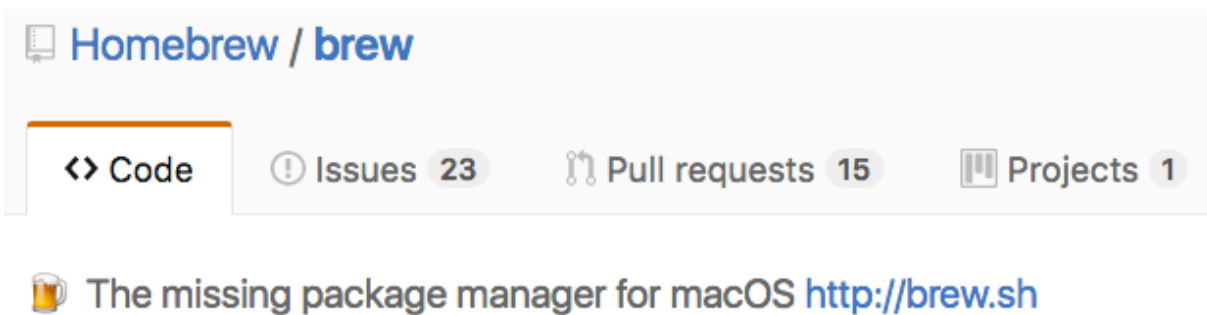 Homebrew / brew
<> Code Issues 23 Pull requests 15 Projects 1
The missing package manager for macOS http://brew.sh